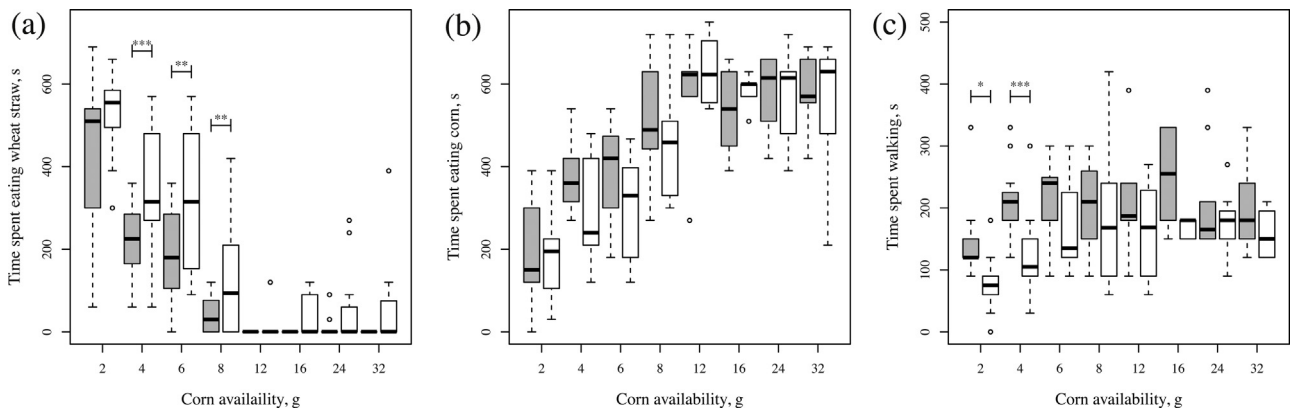 (a)
***
**
**
Time spent eating wheat straw, s
0 200 400 600
2 4 6 8 12 16 24 32
Corn availaility, g
(b)
Time spent eating corn, s
0 200 400 600
2 4 6 8 12 16 24 32
Corn availability, g
(c)
*
***
Time spent walking, s
0 100 200 300 400 500
2 4 6 8 12 16 24 32
Corn availability, g